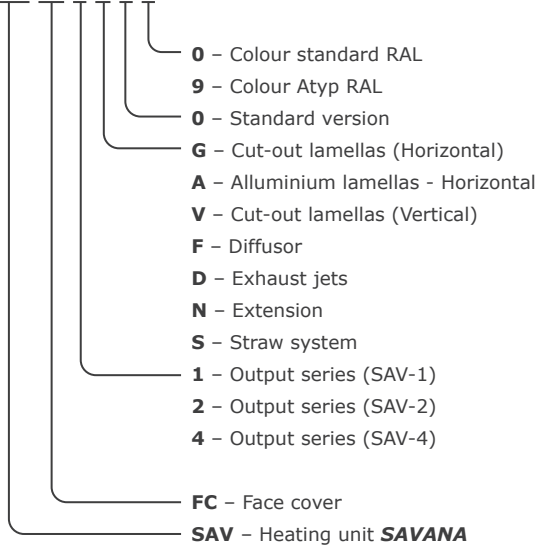 0 – Colour standard RAL
9 – Colour Atyp RAL
0 – Standard version
G – Cut-out lamellas (Horizontal)
A – Alluminium lamellas - Horizontal
V – Cut-out lamellas (Vertical)
F – Diffusor
D – Exhaust jets
N – Extension
S – Straw system
1 – Output series (SAV-1)
2 – Output series (SAV-2)
4 – Output series (SAV-4)
FC – Face cover
SAV – Heating unit SAVANA